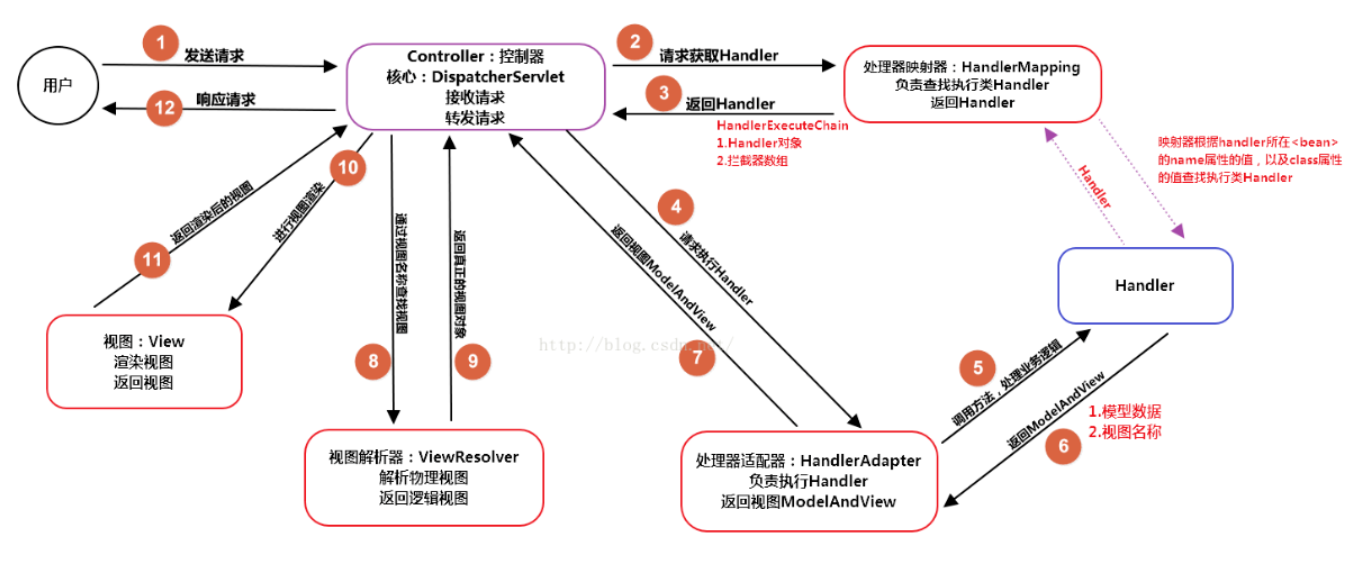 1
发送请求
用户
12
响应请求
Controller：控制器
核心：DispatcherServlet
接收请求
转发请求
2
请求获取Handler
3
返回Handler
HandlerExecuteChain
1.Handler对象
2.拦截器数组
处理器映射器：HandlerMapping
负责查找执行类Handler
返回Handler
映射器根据handler所在<bean>
的name属性的值，以及class属性
的值查找执行类Handler
Handler
Handler
4
请求执行Handler
5
调用方法，处理业务逻辑
6
返回ModelAndView
1.模型数据
2.视图名称
处理器适配器：HandlerAdapter
负责执行Handler
返回视图ModelAndView
7
返回视图ModelAndView
8
通过视图名称查找视图
9
返回真正的视图对象
视图解析器：ViewResolver
解析物理视图
返回逻辑视图
10
进行视图渲染
11
返回渲染后的视图
视图：View
渲染视图
返回视图
http://blog.csdn.net/